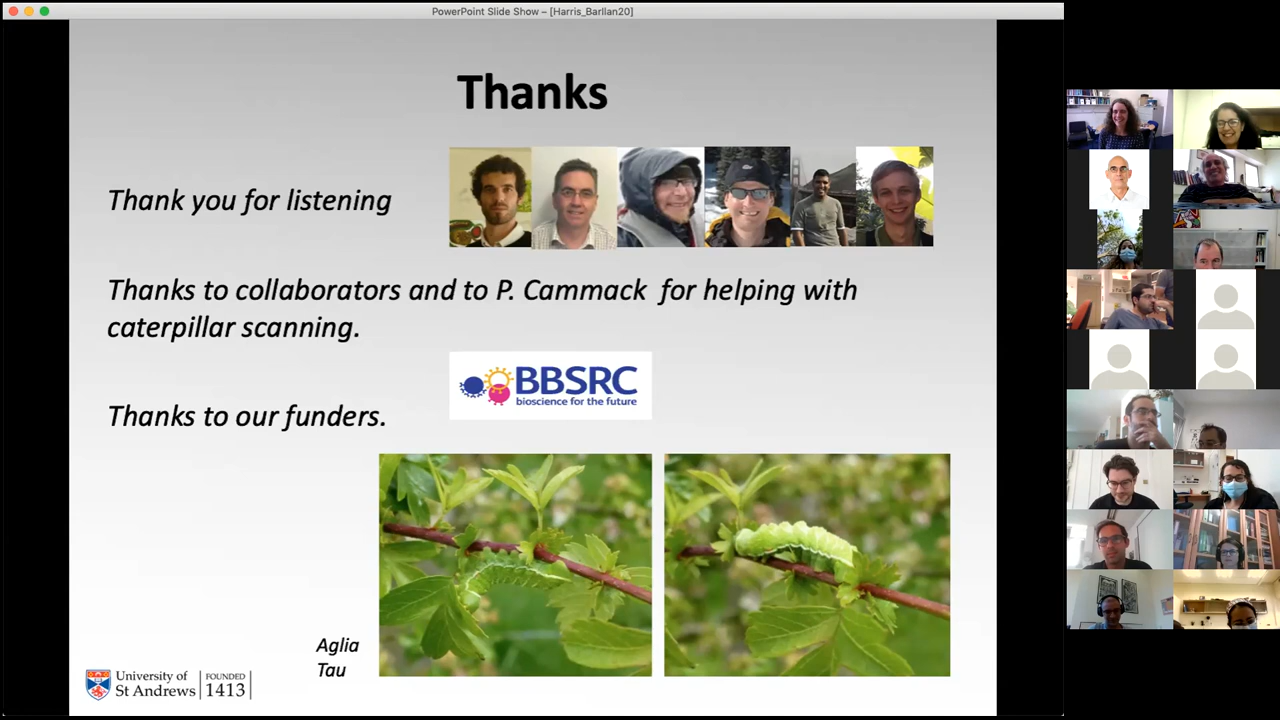 PowerPoint Slide Show – [Harris_BarIlan20]
Thanks
Thank you for listening
Thanks to collaborators and to P. Cammack for helping with
caterpillar scanning.
BBSRC
bioscience for the future
Thanks to our funders.
Aglia
Tau
University of
St Andrews
FOUNDED
1413